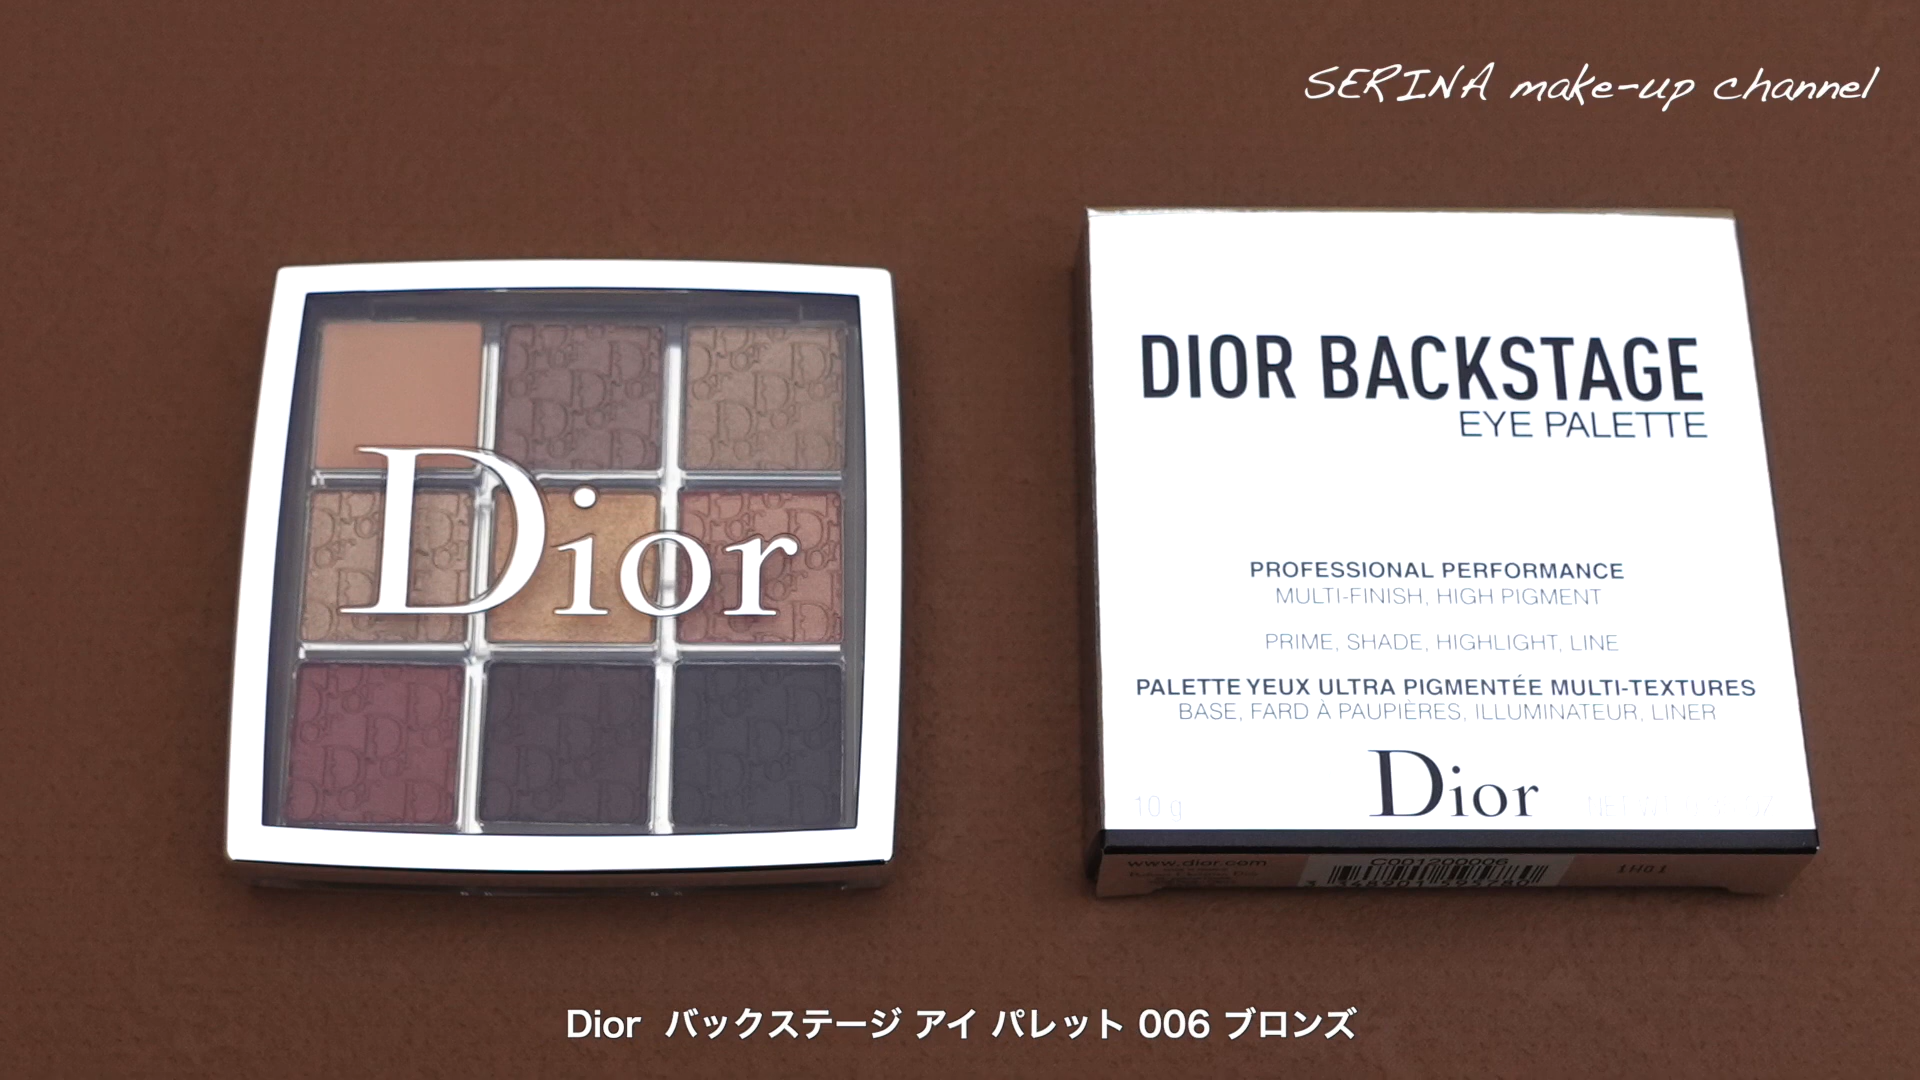 SERINA make-up channel
Dior
DIOR BACKSTAGE
EYE PALETTE
PROFESSIONAL PERFORMANCE
MULTI-FINISH, HIGH PIGMENT
PRIME, SHADE, HIGHLIGHT, LINE
PALETTE YEUX ULTRA PIGMENTÉE MULTI-TEXTURES
BASE, FARD À PAUPIÈRES, ILLUMINATEUR, LINER
Dior
10 g
www.dior.com
C001200006
1H01
Dior バックステージ アイ パレット 006 ブロンズ